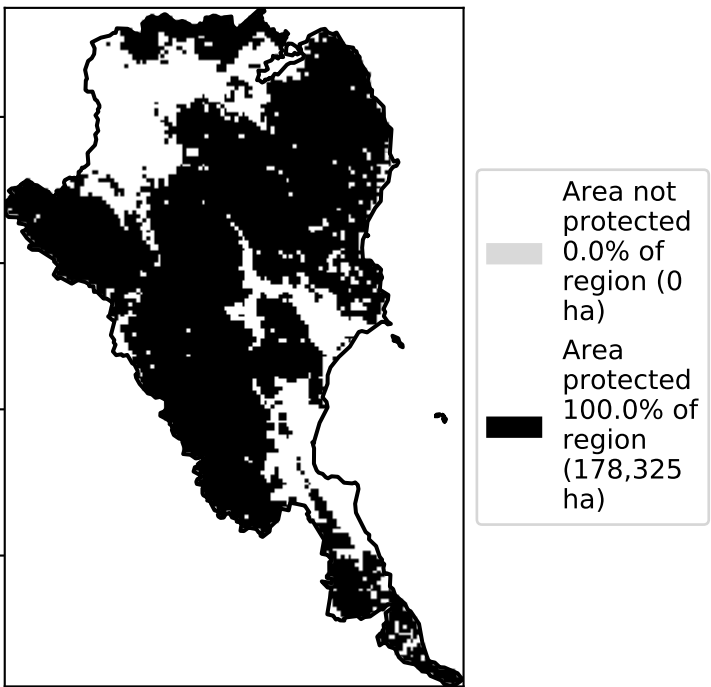 Area not
protected
0.0% of
region (0
ha)
Area
protected
100.0% of
region
(178,325
ha)